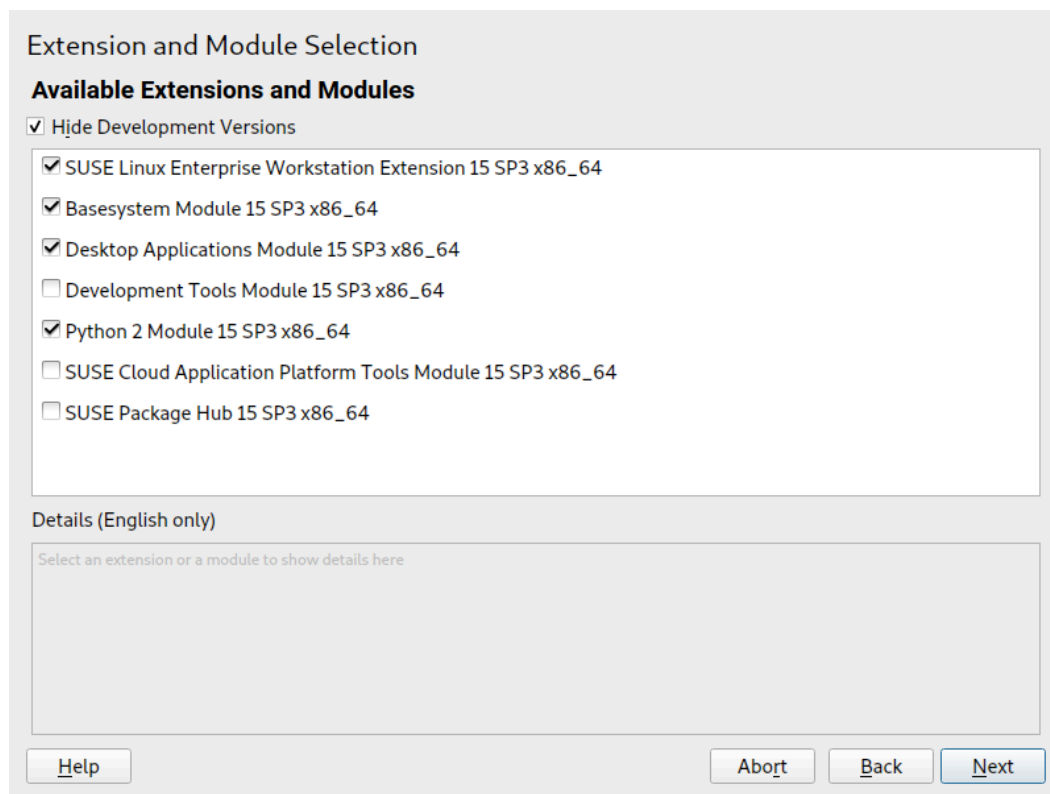 Extension and Module Selection
Available Extensions and Modules
Hide Development Versions
SUSE Linux Enterprise Workstation Extension 15 SP3 x86_64
Basesystem Module 15 SP3 x86_64
Desktop Applications Module 15 SP3 x86_64
Development Tools Module 15 SP3 x86_64
Python 2 Module 15 SP3 x86_64
SUSE Cloud Application Platform Tools Module 15 SP3 x86_64
SUSE Package Hub 15 SP3 x86_64
Details (English only)
Select an extension or a module to show details here
Help Abort Back Next